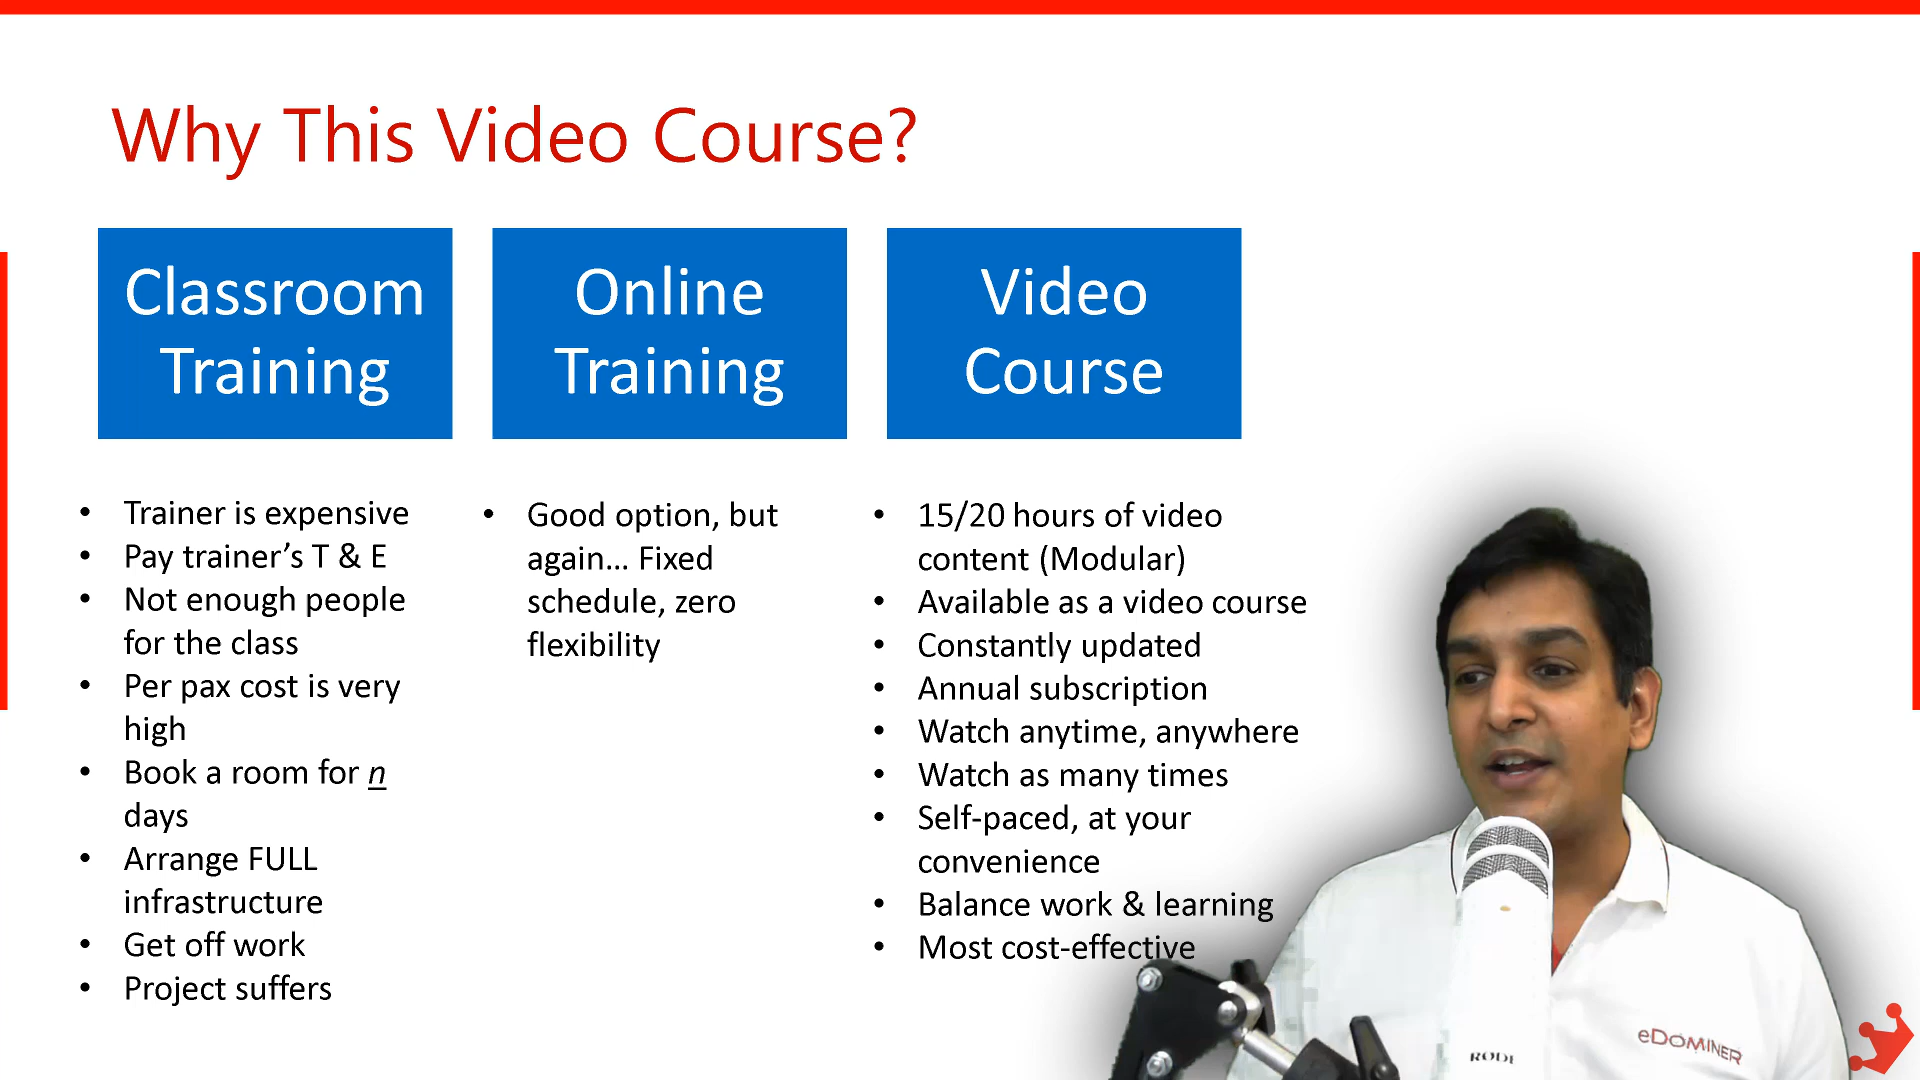 Why This Video Course?
Classroom
Training
Online
Training
Video
Course
• Trainer is expensive
• Pay trainer’s T & E
• Not enough people
for the class
• Per pax cost is very
high
• Book a room for n
days
• Arrange FULL
infrastructure
• Get off work
• Project suffers
• Good option, but
again... Fixed
schedule, zero
flexibility
• 15/20 hours of video
content (Modular)
• Available as a video course
• Constantly updated
• Annual subscription
• Watch anytime, anywhere
• Watch as many times
• Self-paced, at your
convenience
• Balance work & learning
• Most cost-effective
RODE
eDOMINER